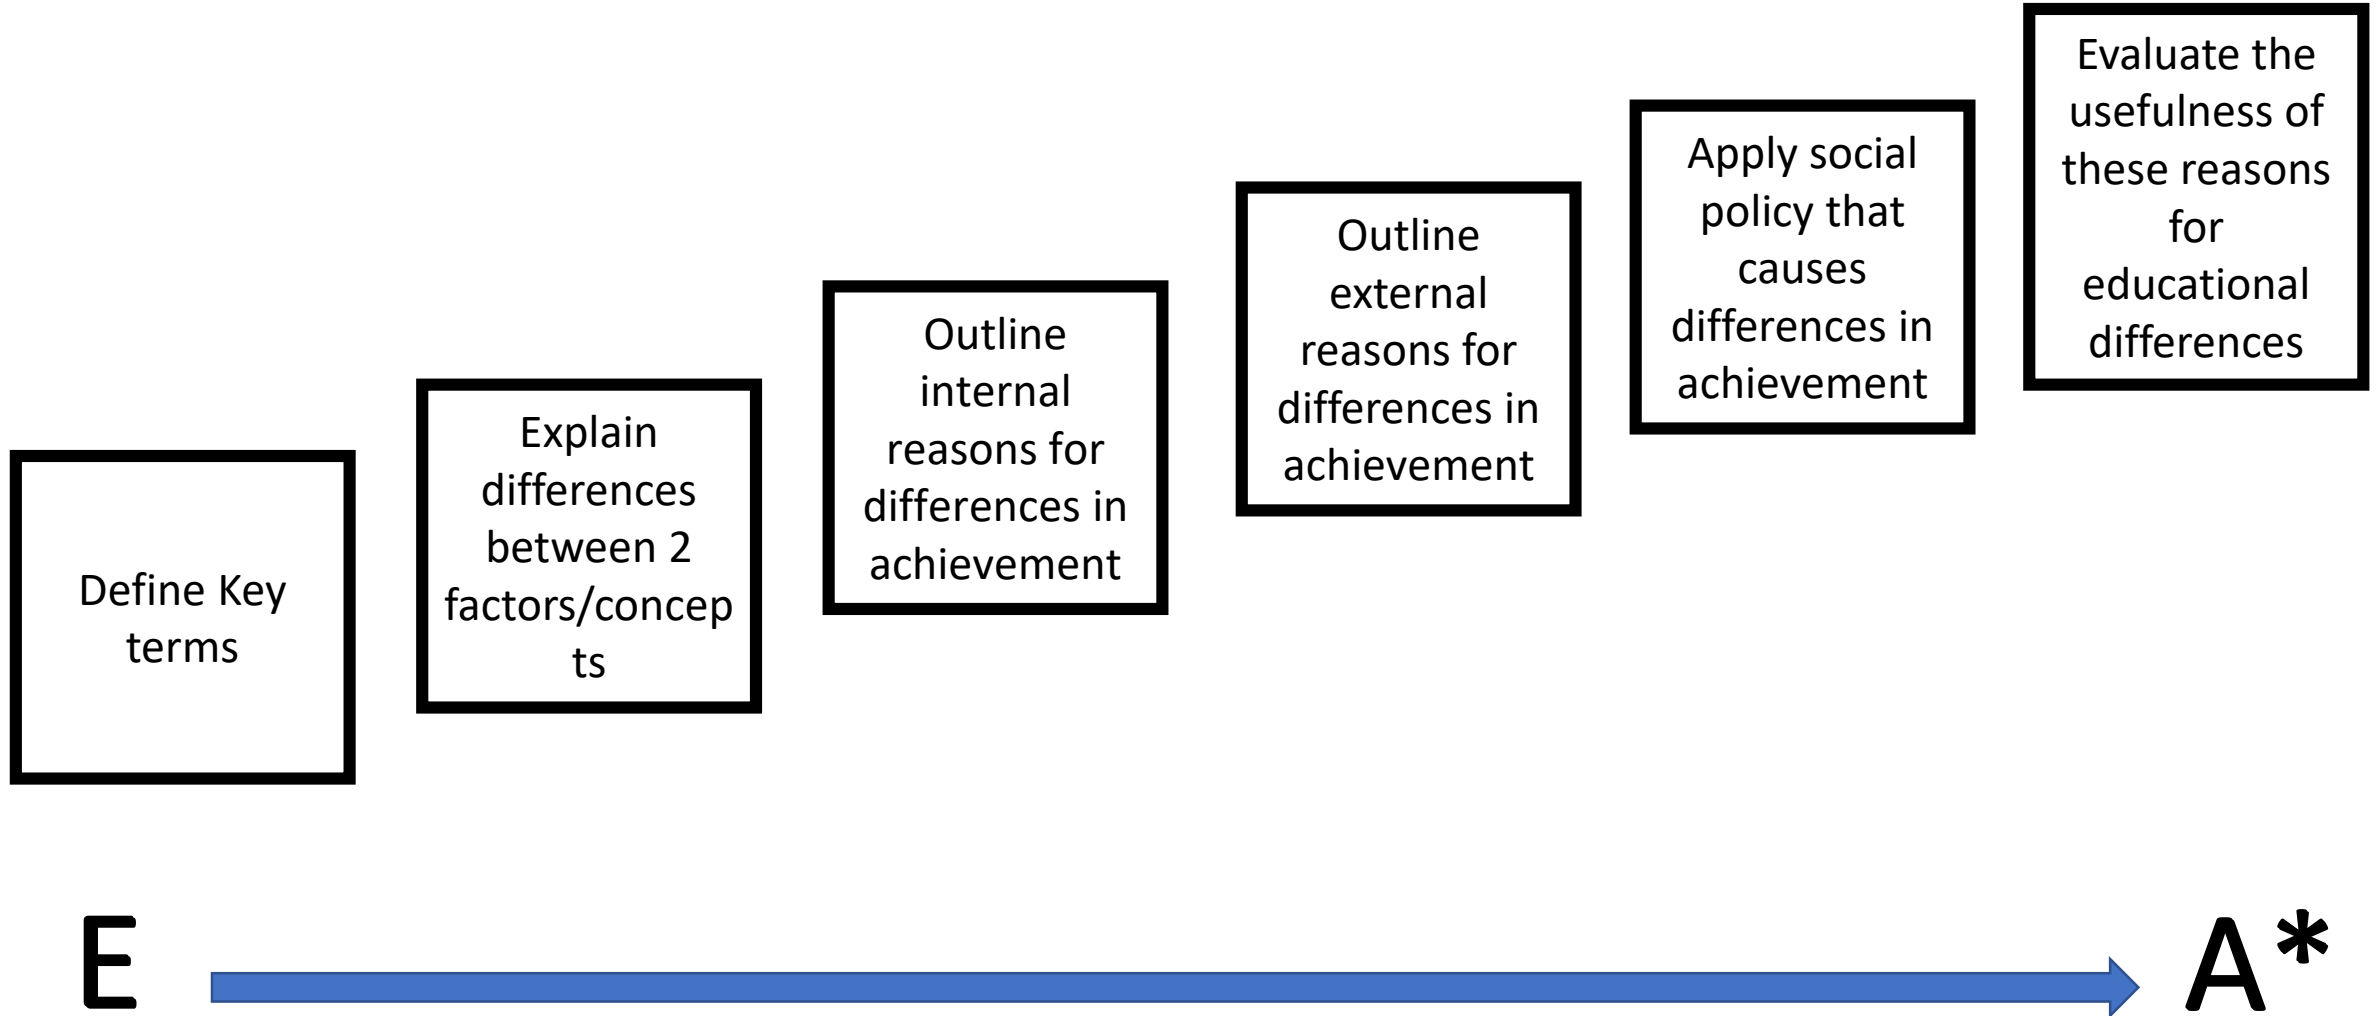 Define Key
terms
Explain
differences
between 2
factors/concep
ts
Outline
internal
reasons for
differences in
achievement
Outline
external
reasons for
differences in
achievement
Apply social
policy that
causes
differences in
achievement
Evaluate the
usefulness of
these reasons
for
educational
differences
E
A*